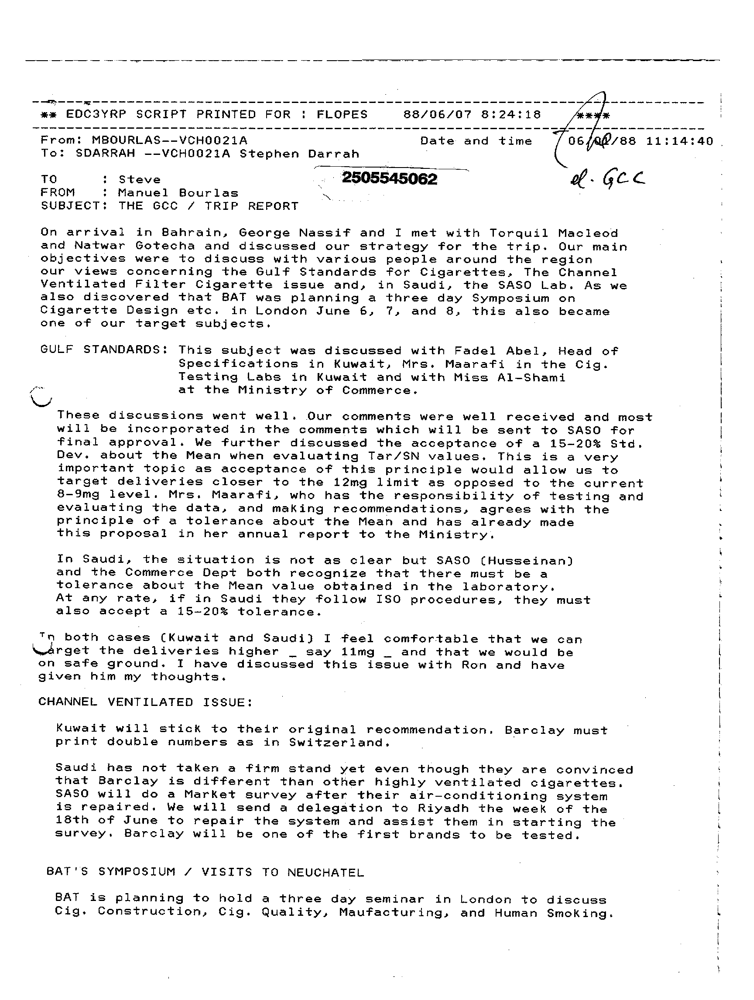 ** EDC3YRP SCRIPT PRINTED FOR : FLOPES 88/06/07 8:24:18 ****
From: MBOURLAS--VCH0021A Date and time 06/ /88 11:14:40
To: SDARRAH --VCH0021A Stephen Darrah
TO : Steve 2505545062 el. GCC
FROM : Manuel Bourlas
SUBJECT: THE GCC / TRIP REPORT
On arrival in Bahrain, George Nassif and I met with Torquil Macleod
and Natwar Gotecha and discussed our strategy for the trip. Our main
objectives were to discuss with various people around the region
our views concerning the Gulf Standards for Cigarettes, The Channel
Ventilated Filter Cigarette issue and, in Saudi, the SASO Lab. As we
also discovered that BAT was planning a three day Symposium on
Cigarette Design etc. in London June 6, 7, and 8, this also became
one of our target subjects.
GULF STANDARDS: This subject was discussed with Fadel Abel, Head of
Specifications in Kuwait, Mrs. Maarafi in the Cig.
Testing Labs in Kuwait and with Miss Al-Shami
at the Ministry of Commerce.
These discussions went well. Our comments were well received and most
will be incorporated in the comments which will be sent to SASO for
final approval. We further discussed the acceptance of a 15-20% Std.
Dev. about the Mean when evaluating Tar/SN values. This is a very
important topic as acceptance of this principle would allow us to
target deliveries closer to the 12mg limit as opposed to the current
8-9mg level. Mrs. Maarafi, who has the responsibility of testing and
evaluating the data, and making recommendations, agrees with the
principle of a tolerance about the Mean and has already made
this proposal in her annual report to the Ministry.
In Saudi, the situation is not as clear but SASO (Husseinan)
and the Commerce Dept both recognize that there must be a
tolerance about the Mean value obtained in the laboratory.
At any rate, if in Saudi they follow ISO procedures, they must
also accept a 15-20% tolerance.
In both cases (Kuwait and Saudi) I feel comfortable that we can
target the deliveries higher _ say 11mg _ and that we would be
on safe ground. I have discussed this issue with Ron and have
given him my thoughts.
CHANNEL VENTILATED ISSUE:
Kuwait will stick to their original recommendation. Barclay must
print double numbers as in Switzerland.
Saudi has not taken a firm stand yet even though they are convinced
that Barclay is different than other highly ventilated cigarettes.
SASO will do a Market survey after their air-conditioning system
is repaired. We will send a delegation to Riyadh the week of the
18th of June to repair the system and assist them in starting the
survey. Barclay will be one of the first brands to be tested.
BAT'S SYMPOSIUM / VISITS TO NEUCHATEL
BAT is planning to hold a three day seminar in London to discuss
Cig. Construction, Cig. Quality, Maufacturing, and Human Smoking.